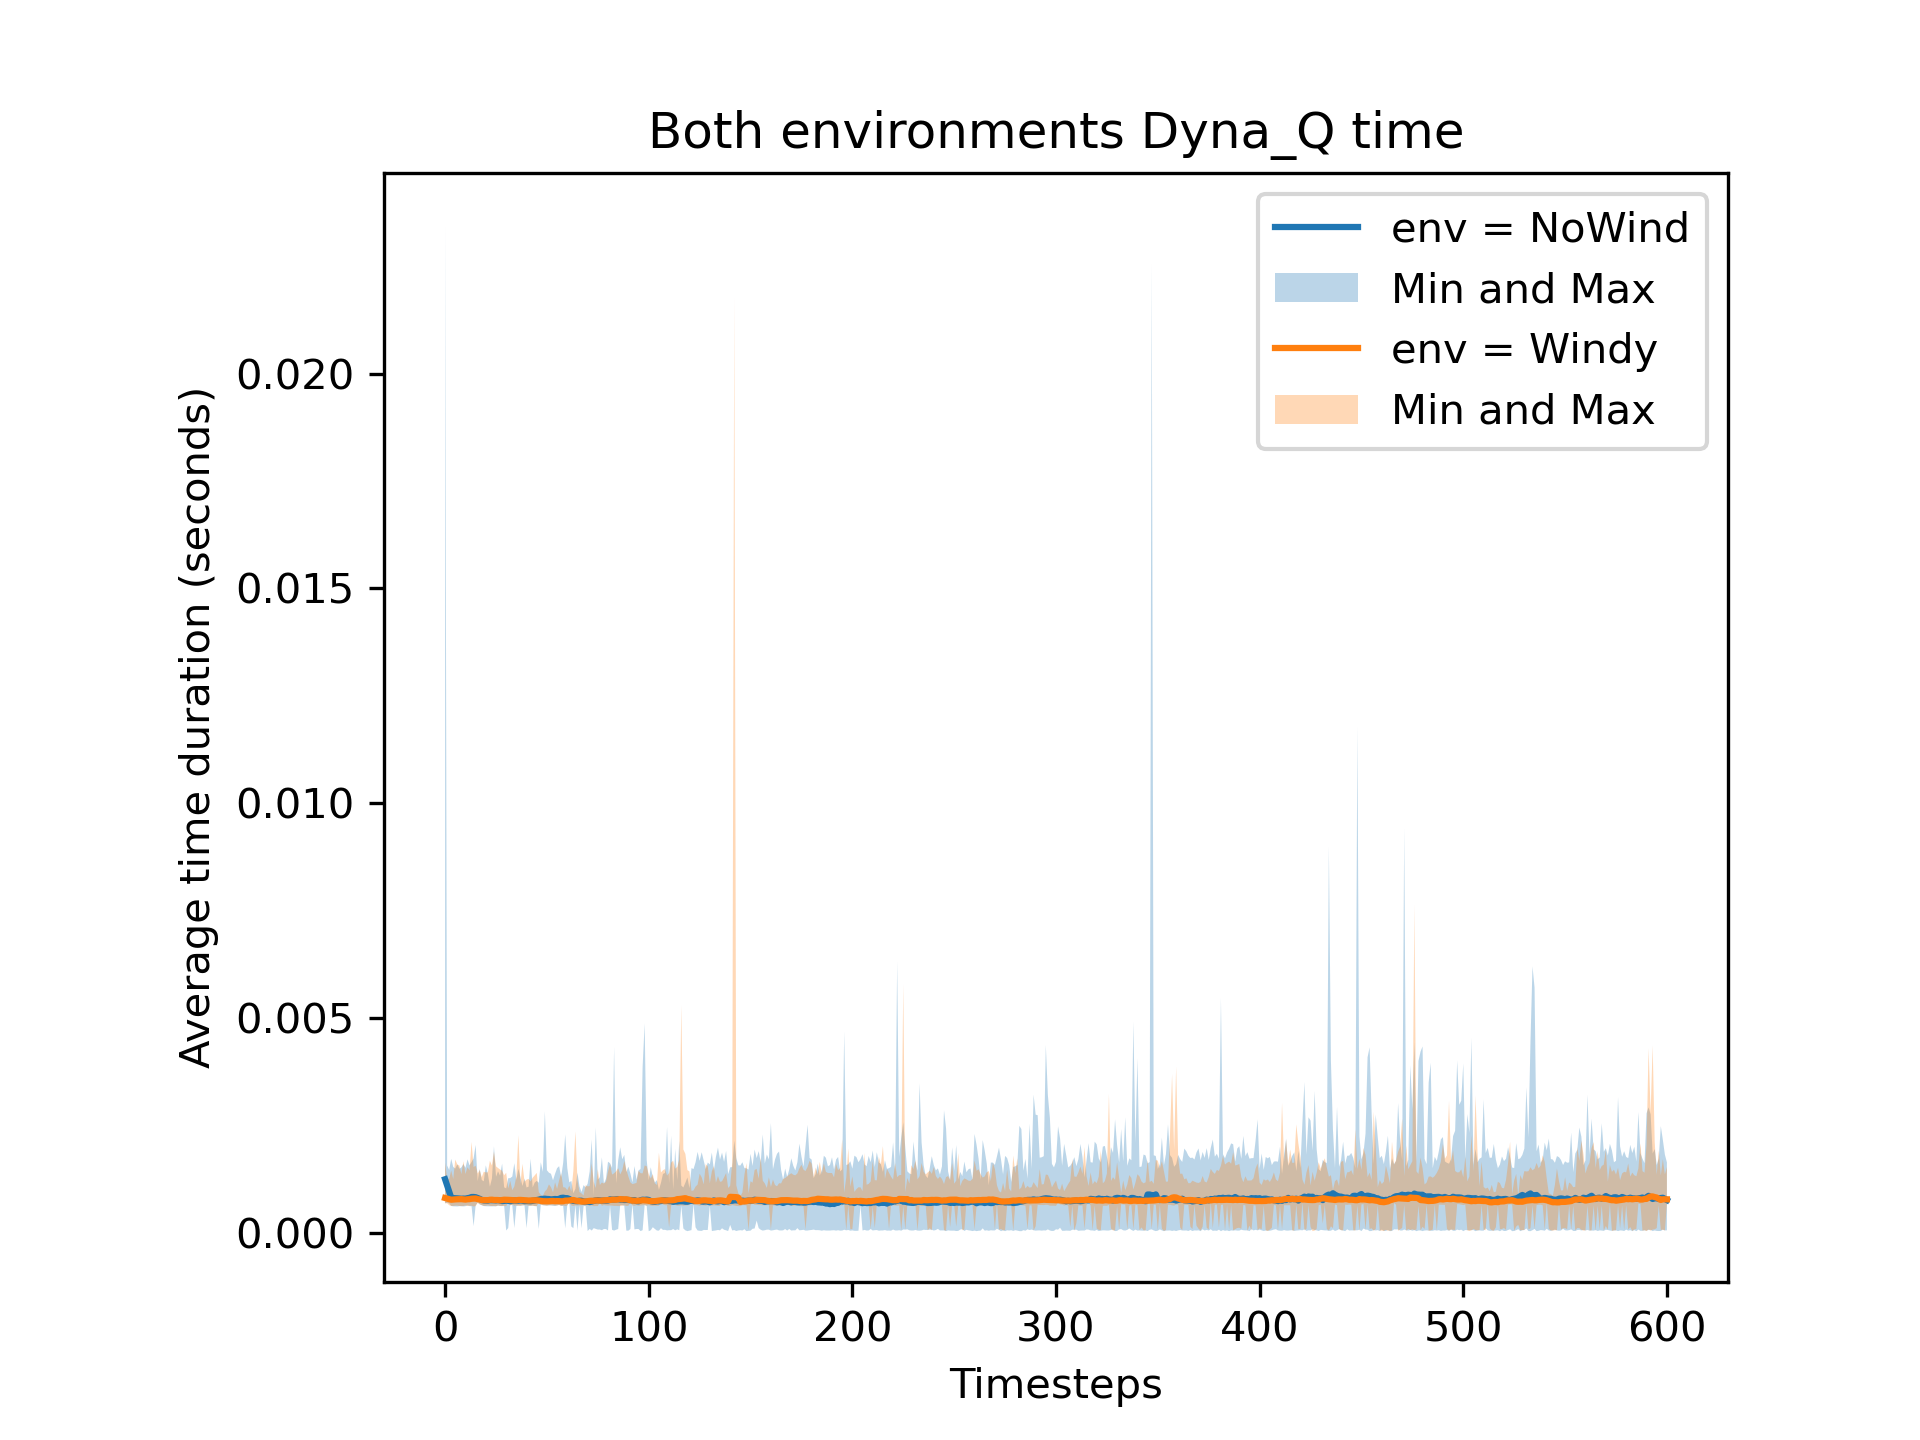 Both environments Dyna_Q time
env = NoWind
Min and Max
env = Windy
Min and Max
Average time duration (seconds)
0.020
0.015
0.010
0.005
0.000
0 100 200 300 400 500 600
Timesteps